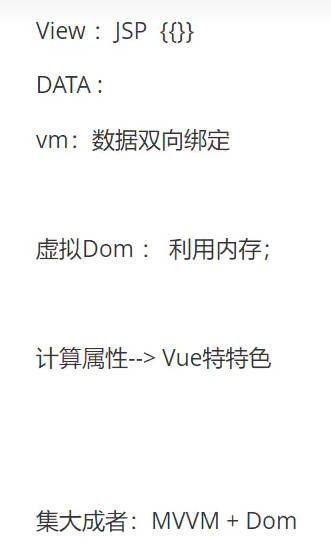 View ：JSP  {{}}
DATA：
vm：数据双向绑定
虚拟Dom ： 利用内存；
计算属性--> Vue特特色
集大成者：MVVM + Dom